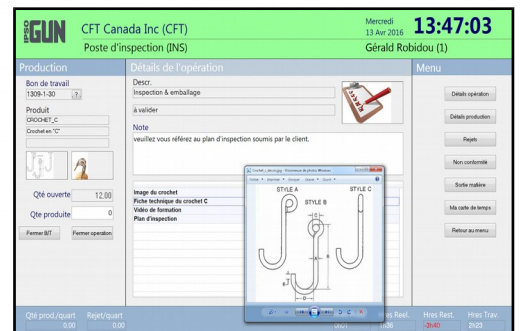 IPSO GUN
CFT Canada Inc (CFT)
Poste d'inspection (INS)
Mercredi
13 Avr 2016
13:47:03
Gérald Robidou (1)
Production
Bon de travail
1309-1-30
?
Produit
CROCHET_C
Crochet en "C"
Qté ouverte
12.00
Qte produite
0
Fermer B/T
Fermer operation
Détails de l'opération
Descr.
Inspection & emballage
à valider
Note
veuillez vous référez au plan d'inspection soumis par le client.
Image du crochet
Fiche technique du crochet C
Vidéo de formation
Plan d'inspection
STYLE A
STYLE B
STYLE C
Menu
Détails opération
Détails production
Rejets
Non conformité
Sortie matière
Ma carte de temps
Retour au menu
Qté prod./quart
0.00
Rejet/quart
0.00
0h01
Hres Reel.
1h36
Hres Rest.
-3h40
Hres Trav.
2h23